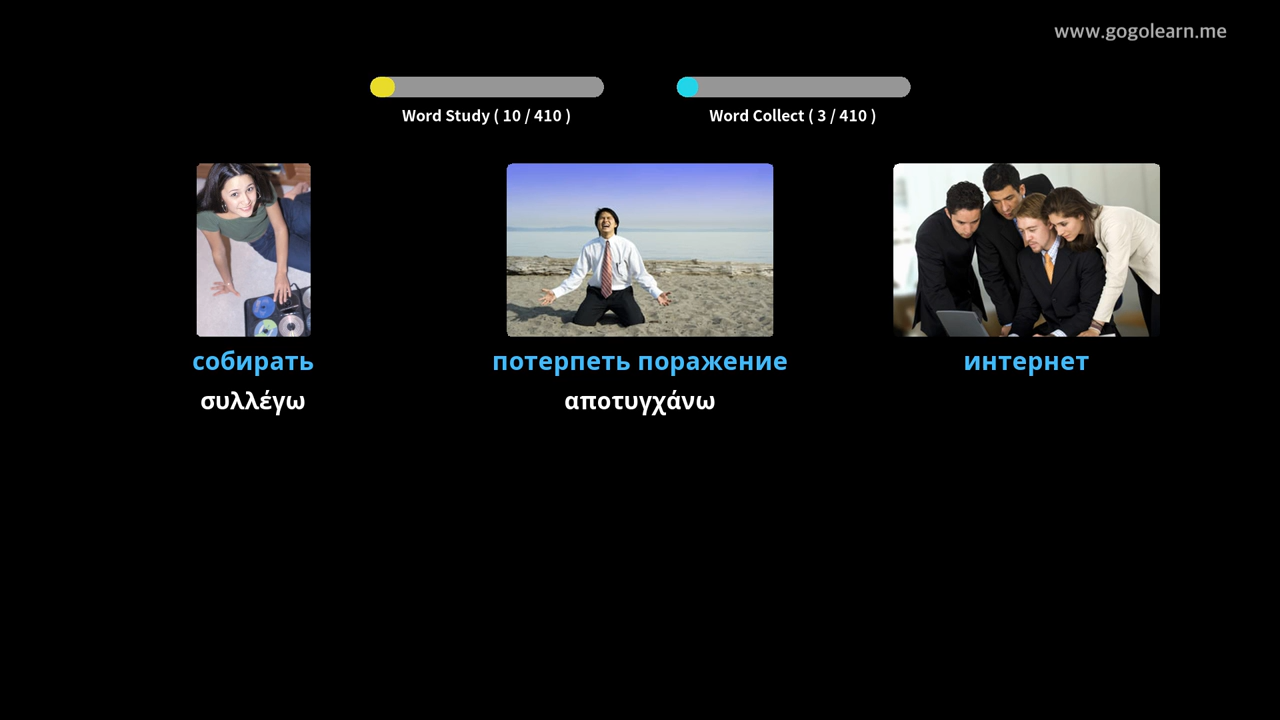 www.gogolearn.me
Word Study ( 10 / 410 )
Word Collect ( 3 / 410 )
собирать
потерпеть поражение
интернет
συλλέγω
αποτυγχάνω